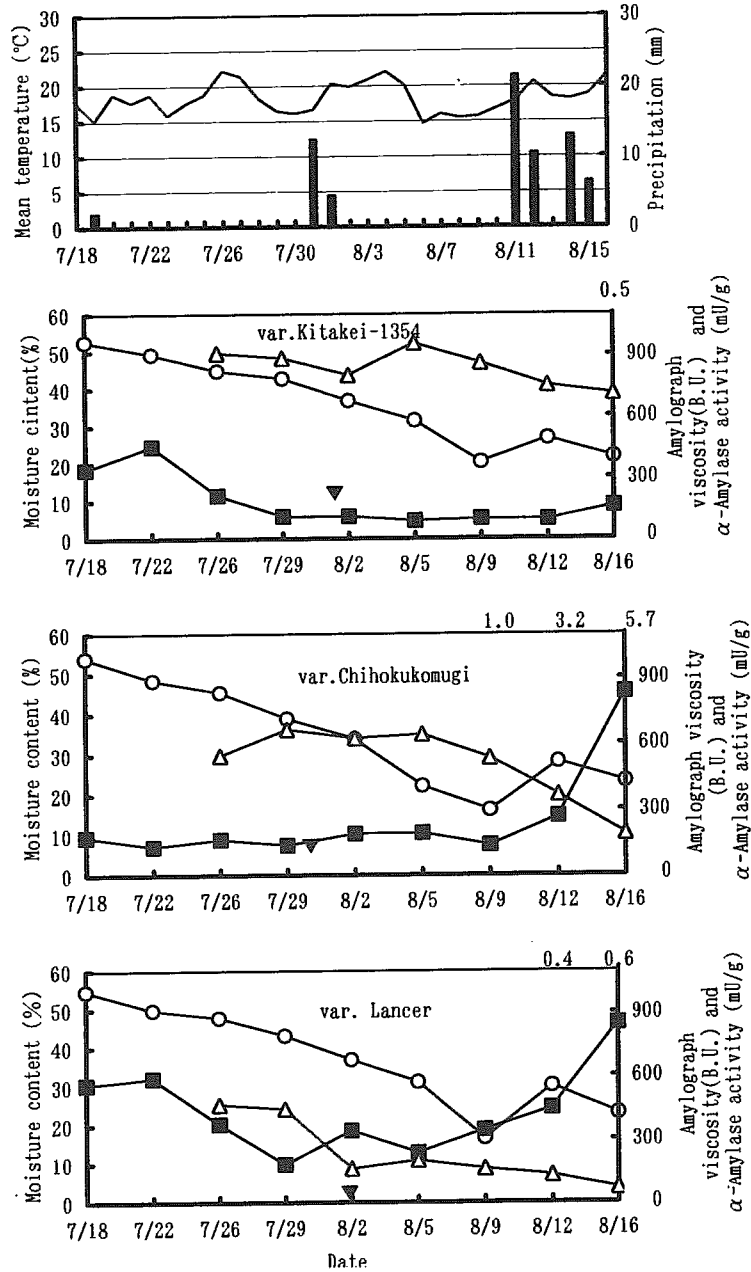 Mean temperature (℃)
30
25
20
15
10
5
0
30
20
10
0
Precipitation (mm)
7/18 7/22 7/26 7/30 8/3 8/7 8/11 8/15
0.5
var.Kitakei-1354
Moisture cintent(%)
60
50
40
30
20
10
0
900
600
300
0
Amylograph and
viscosity(B.U.)
α-Amylase activity (mU/g)
7/18 7/22 7/26 7/29 8/2 8/5 8/9 8/12 8/16
1.0 3.2 5.7
var.Chihokukomugi
Moisture content (%)
60
50
40
30
20
10
0
900
600
300
0
Amylograph viscosity
(B.U.) and
α-Amylase activity (mU/g)
7/18 7/22 7/26 7/29 8/2 8/5 8/9 8/12 8/16
0.4 0.6
var. Lancer
Moisture content (%)
60
50
40
30
20
10
0
900
600
300
0
Amylograph
viscosity(B.U.) and
α-Amylase activity (mU/g)
7/18 7/22 7/26 7/29 8/2 8/5 8/9 8/12 8/16
Date